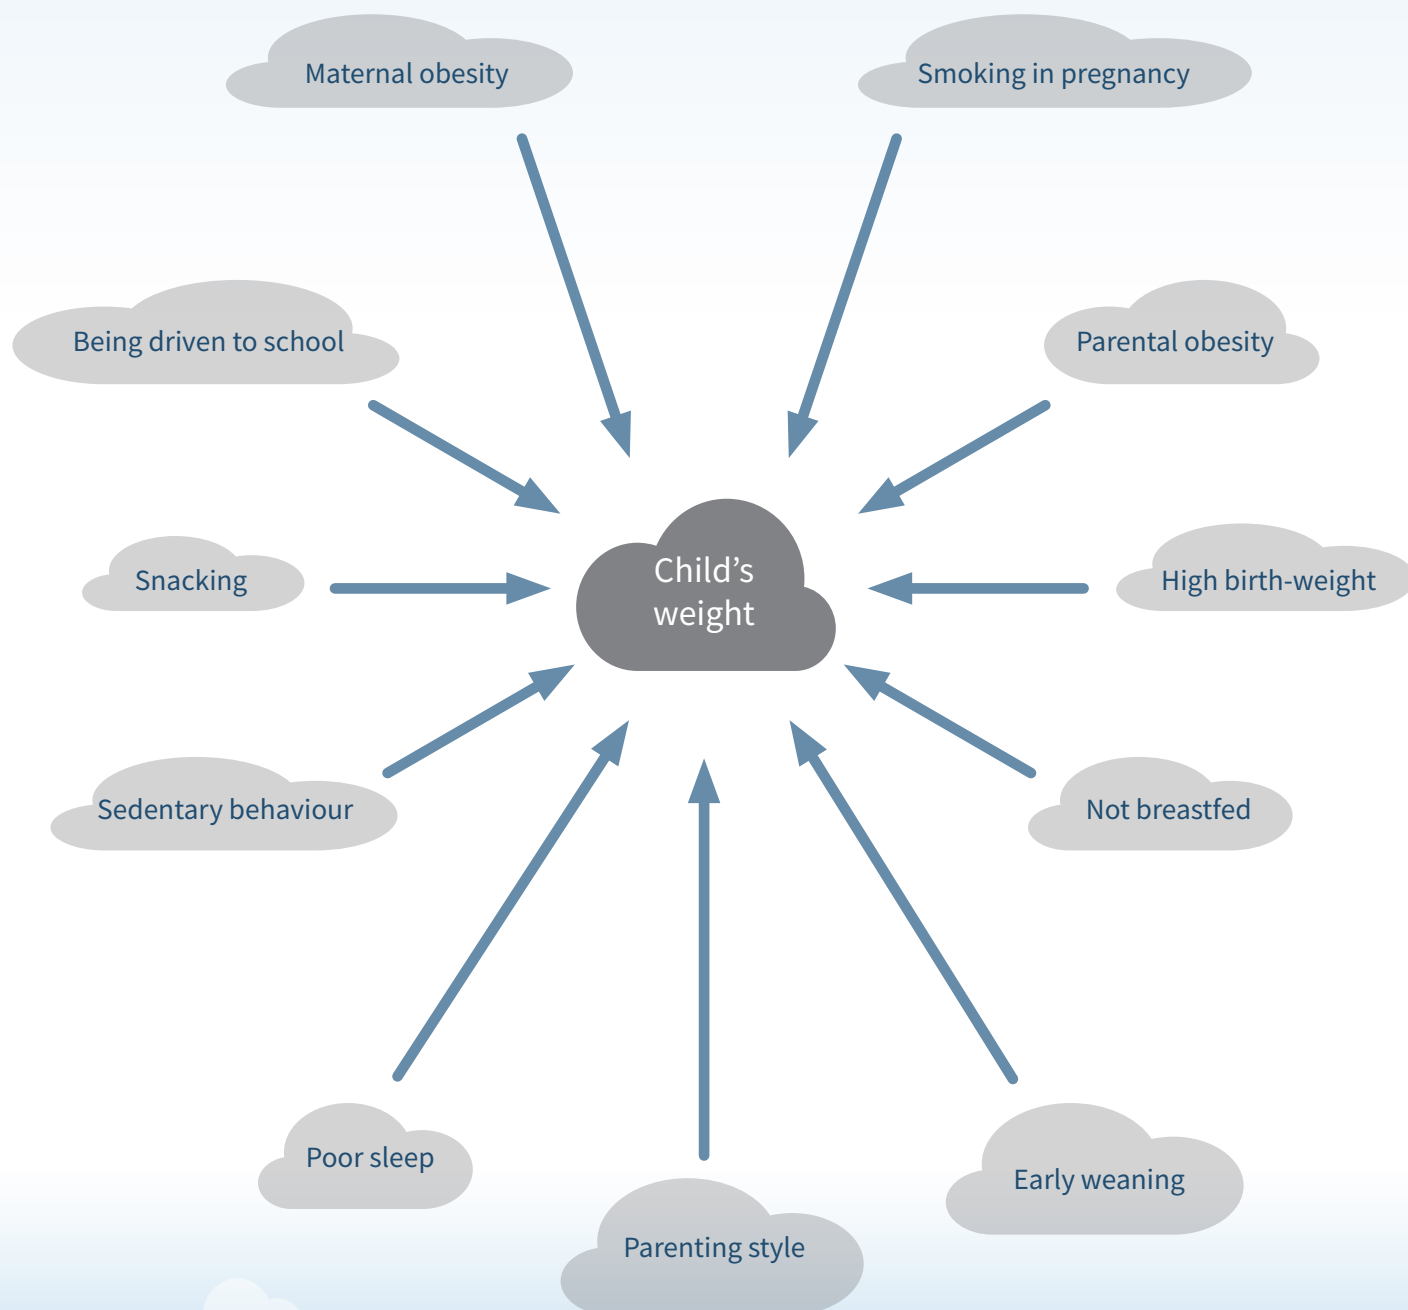 Maternal obesity
Smoking in pregnancy
Being driven to school
Parental obesity
Child’s
weight
Snacking
High birth-weight
Sedentary behaviour
Not breastfed
Poor sleep
Early weaning
Parenting style